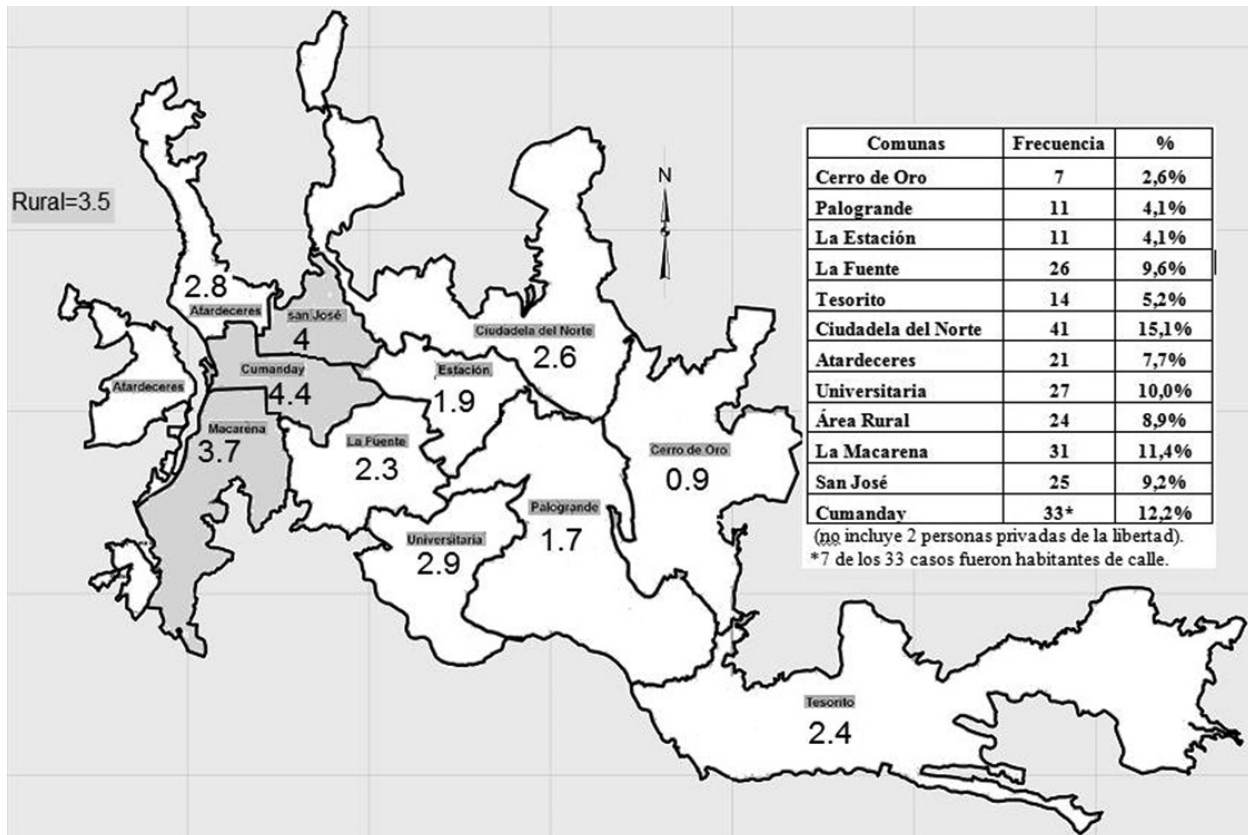 N
Rural=3.5
2.8
Atardeceres
san José
4
Ciudadela del Norte
2.6
Cumanday
4.4
Estación
1.9
Atardeceres
Macarena
3.7
La Fuente
2.3
Cerro de Oro
0.9
Palogrande
1.7
Universitaria
2.9
Tesorito
2.4
Comunas Frecuencia %
Cerro de Oro 7 2,6%
Palogrande 11 4,1%
La Estación 11 4,1%
La Fuente 26 9,6%
Tesorito 14 5,2%
Ciudadela del Norte 41 15,1%
Atardeceres 21 7,7%
Universitaria 27 10,0%
Área Rural 24 8,9%
La Macarena 31 11,4%
San José 25 9,2%
Cumanday 33* 12,2%
(no incluye 2 personas privadas de la libertad).
*7 de los 33 casos fueron habitantes de calle.